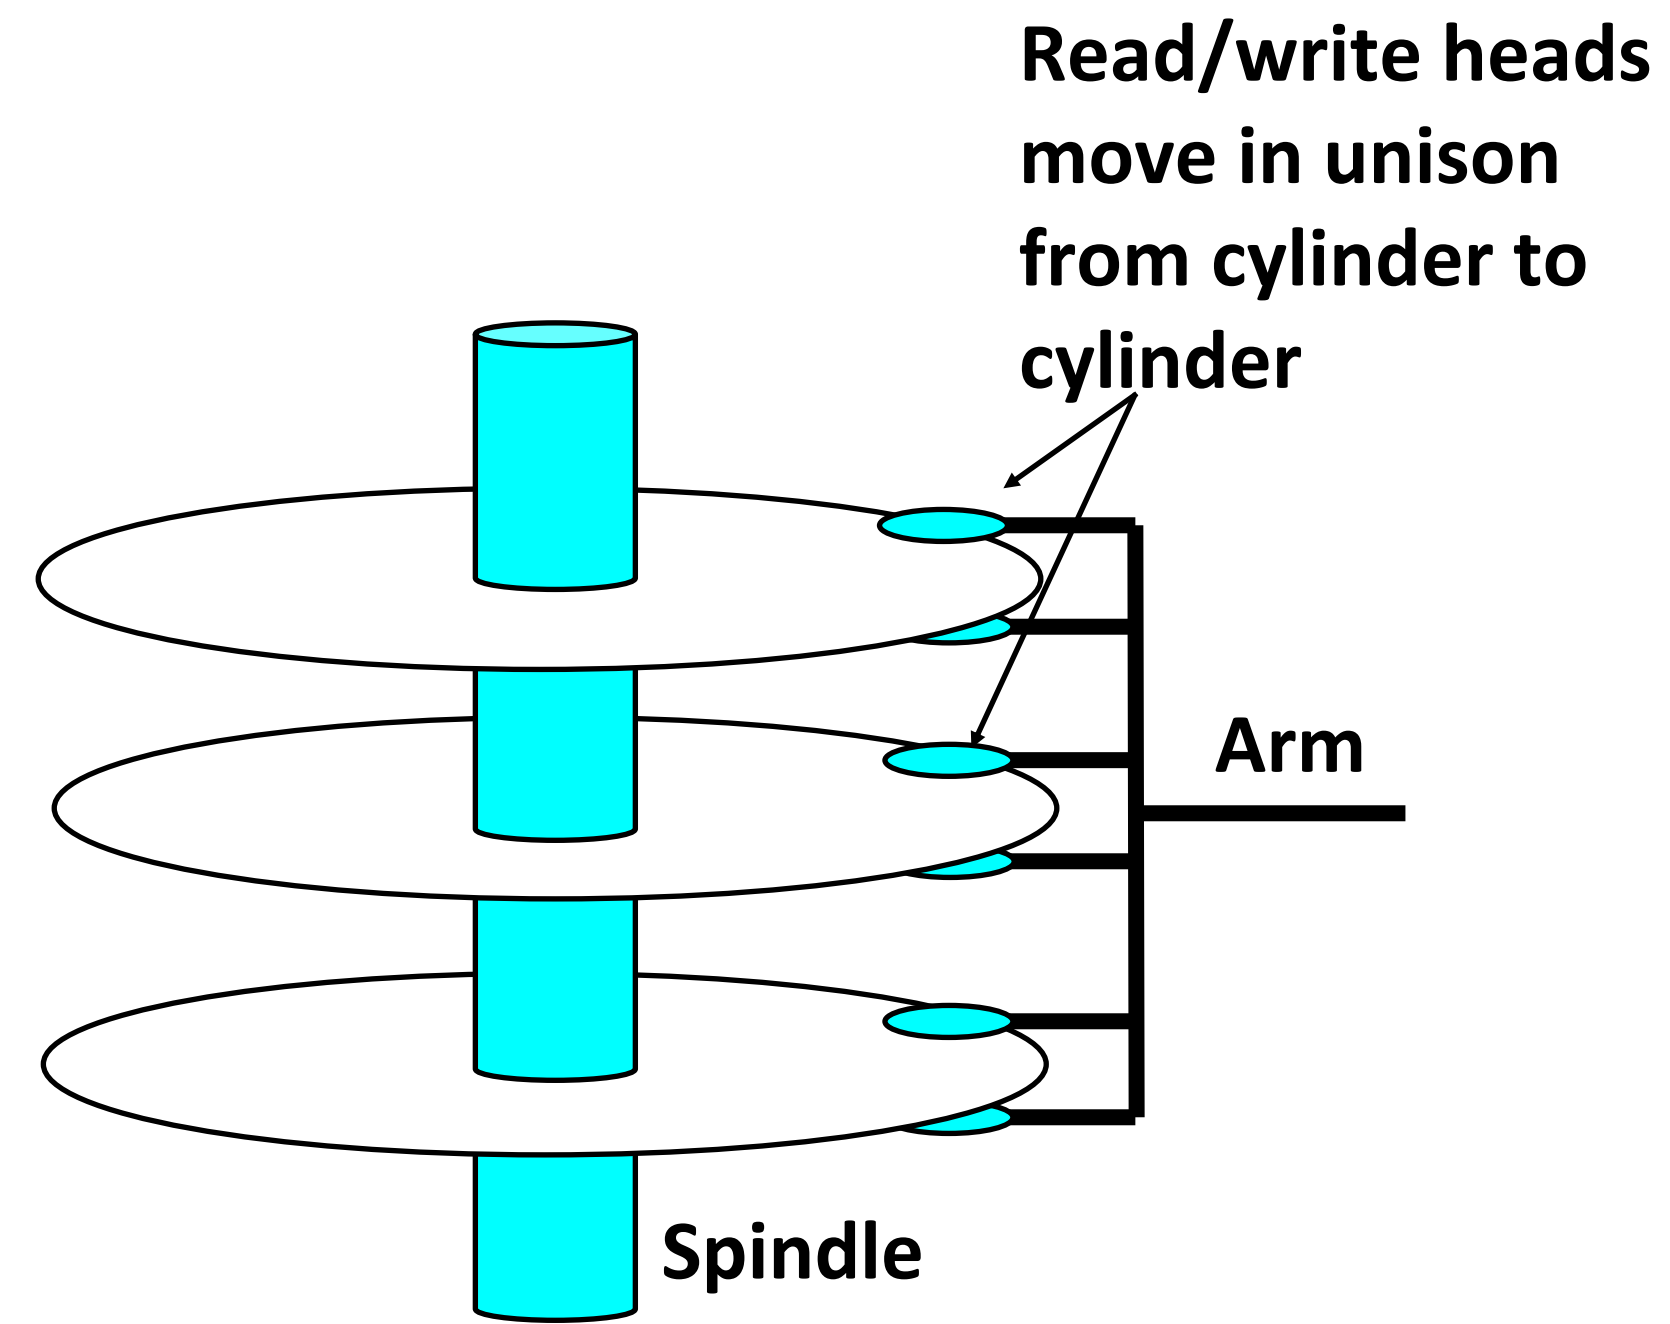 Read/write heads
move in unison
from cylinder to
cylinder
Arm
Spindle